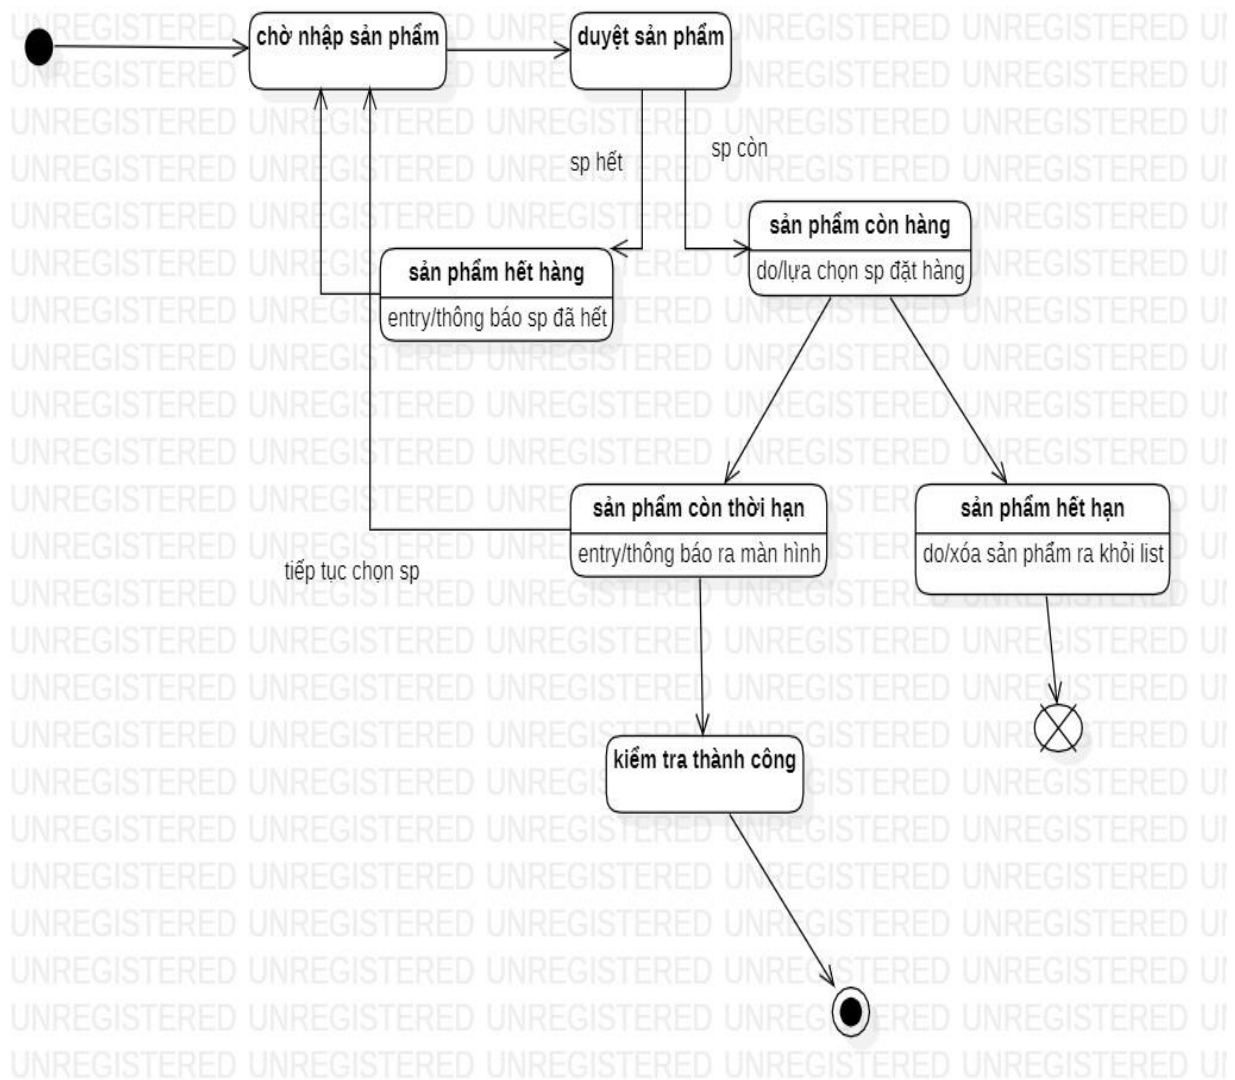 chờ nhập sản phẩm
duyệt sản phẩm
sp hết
sp còn
sản phẩm còn hàng
do/lựa chọn sp đặt hàng
sản phẩm hết hàng
entry/thông báo sp đã hết
sản phẩm còn thời hạn
entry/thông báo ra màn hình
sản phẩm hết hạn
do/xóa sản phẩm ra khỏi list
tiếp tục chọn sp
kiểm tra thành công
UNREGISTERED